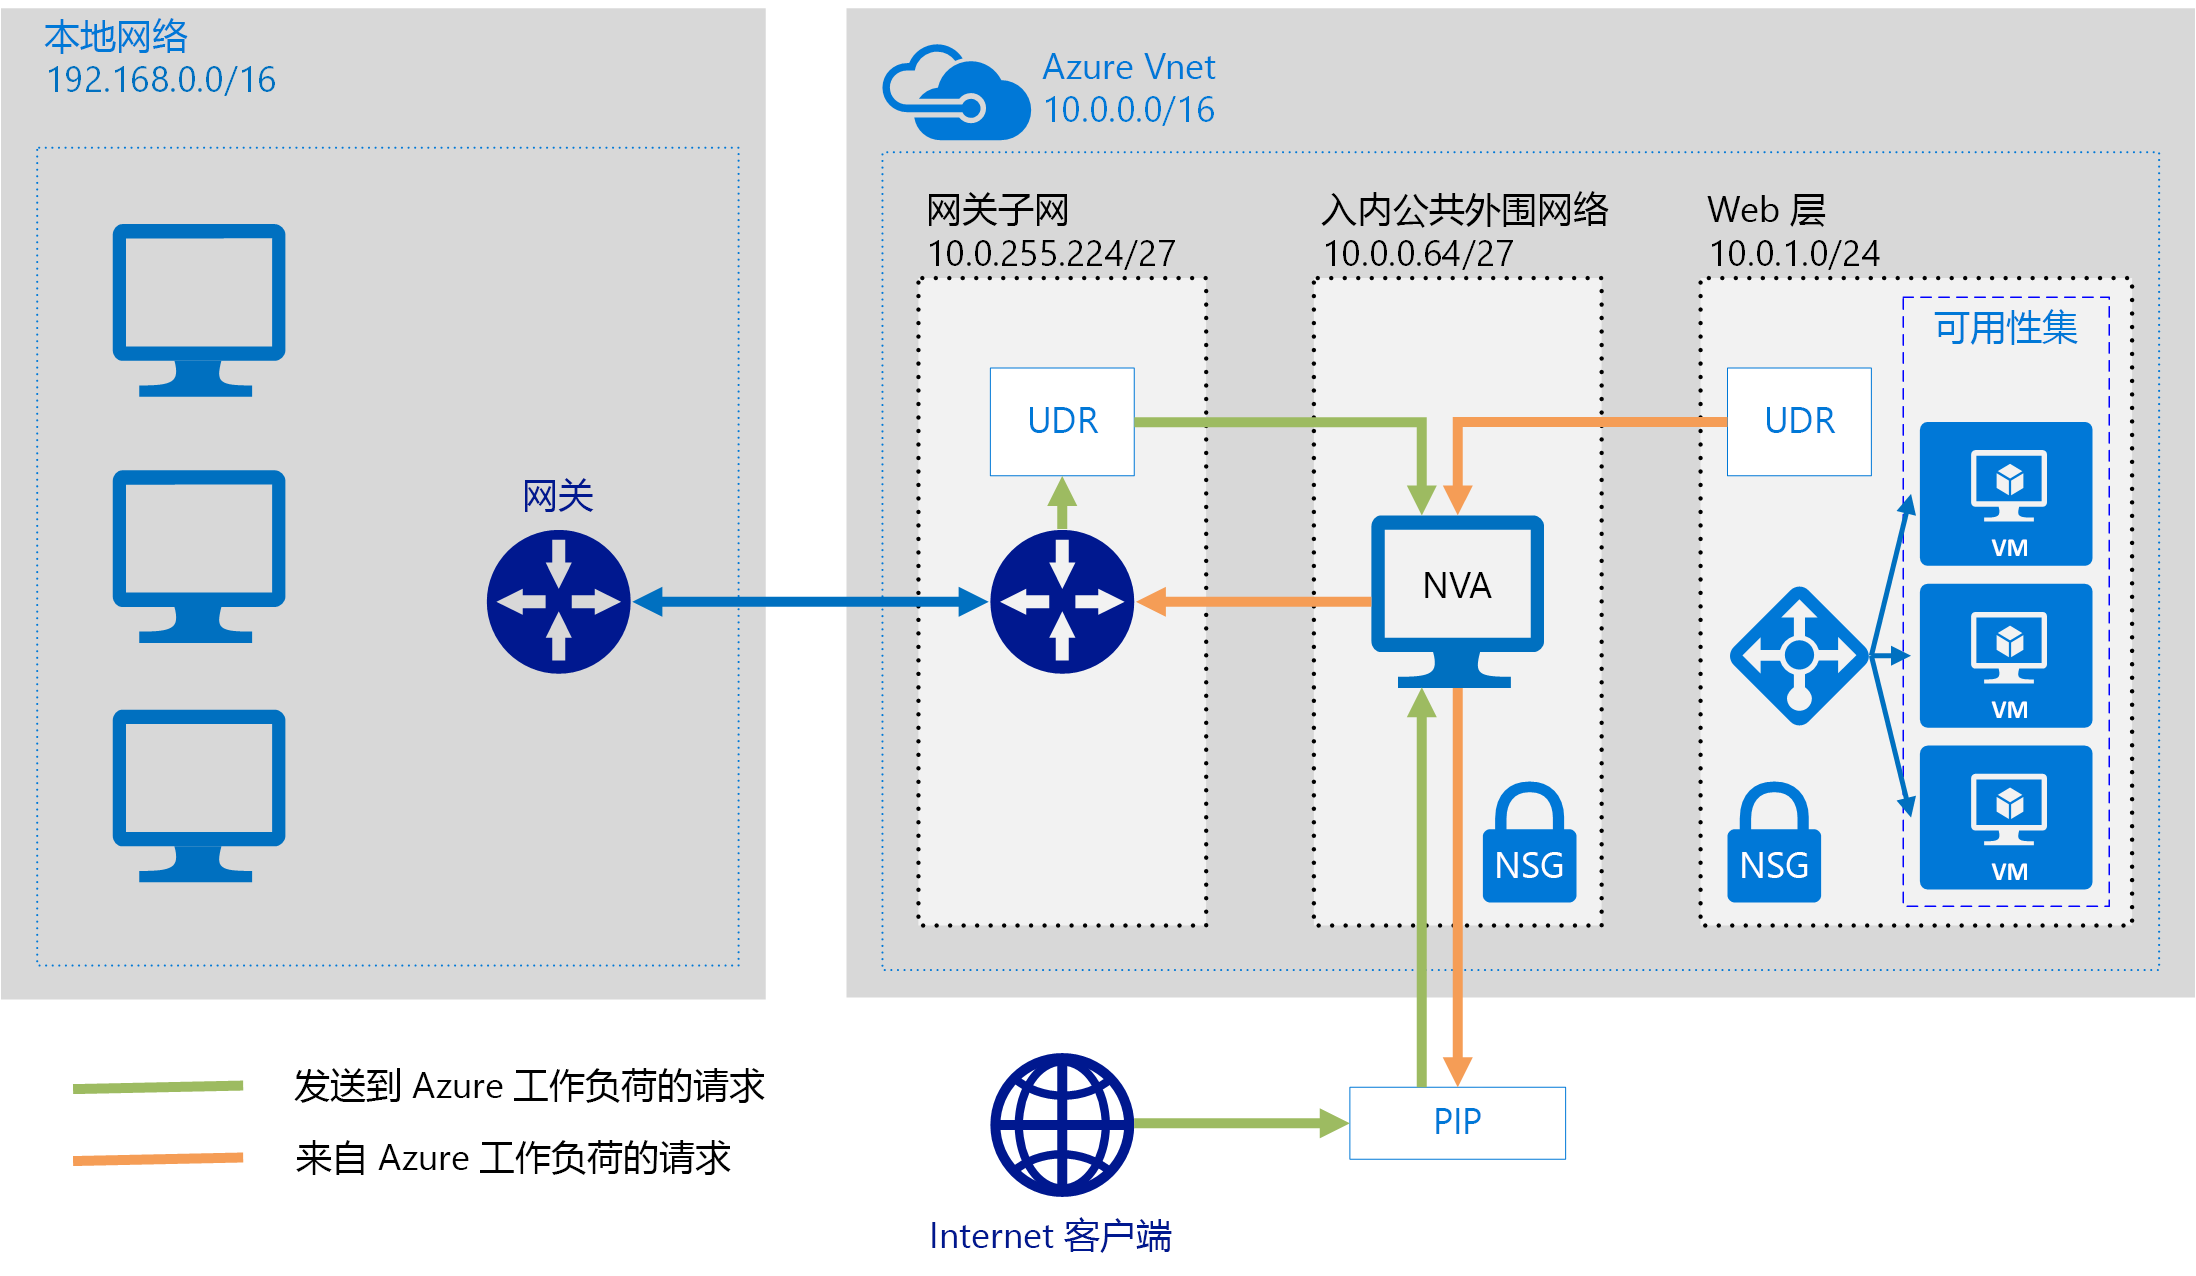 本地网络
192.168.0.0/16
Azure Vnet
10.0.0.0/16
网关子网
10.0.255.224/27
入内公共外围网络
10.0.0.64/27
Web 层
10.0.1.0/24
可用性集
UDR
UDR
网关
NVA
VM
VM
VM
NSG
NSG
发送到 Azure 工作负荷的请求
来自 Azure 工作负荷的请求
PIP
Internet 客户端